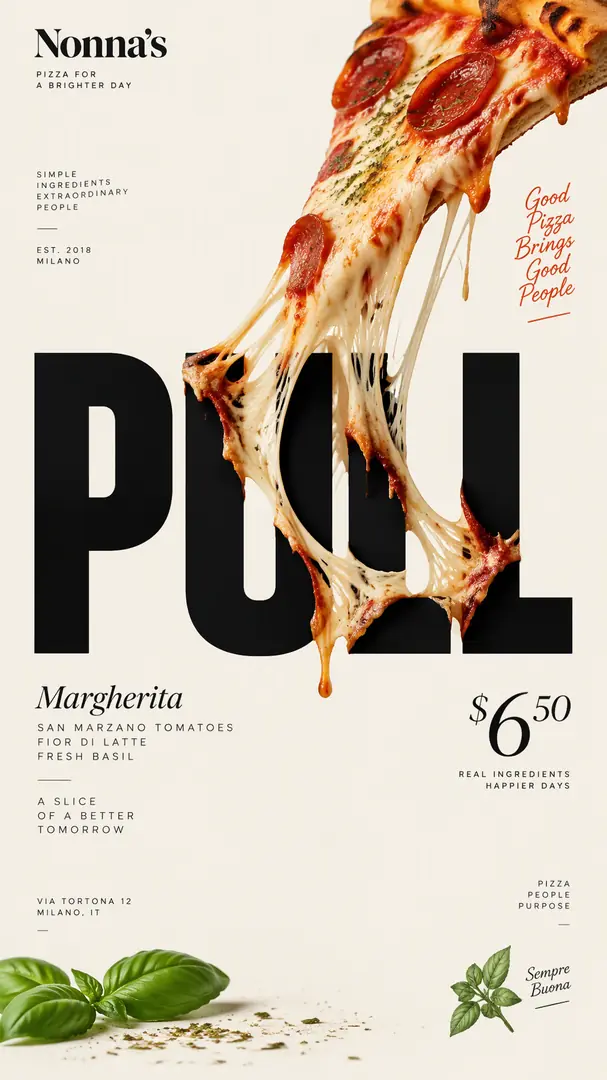 Nonna's
PIZZA FOR
A BRIGHTER DAY
SIMPLE
INGREDIENTS
EXTRAORDINARY
PEOPLE
EST. 2018
MILANO
Good
Pizza
Brings
Good
People
PULL
Margherita
SAN MARZANO TOMATOES
FIOR DI LATTE
FRESH BASIL
$6 50
REAL INGREDIENTS
HAPPIER DAYS
A SLICE
OF A BETTER
TOMORROW
VIA TORTONA 12
MILANO, IT
PIZZA
PEOPLE
PURPOSE
Sempre
Buona